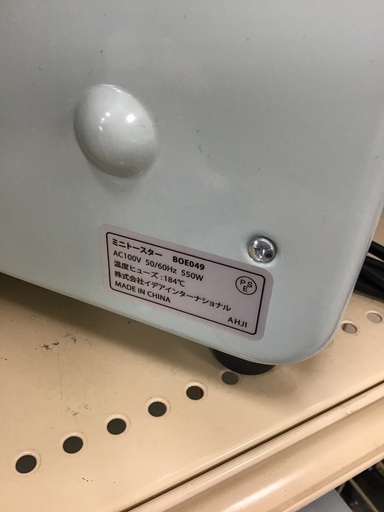 ミニトースター BOE049
AC100V 50/60Hz 550W
温度ヒューズ:184℃
株式会社イデアインターナショナル
MADE IN CHINA
PSE
AHJI